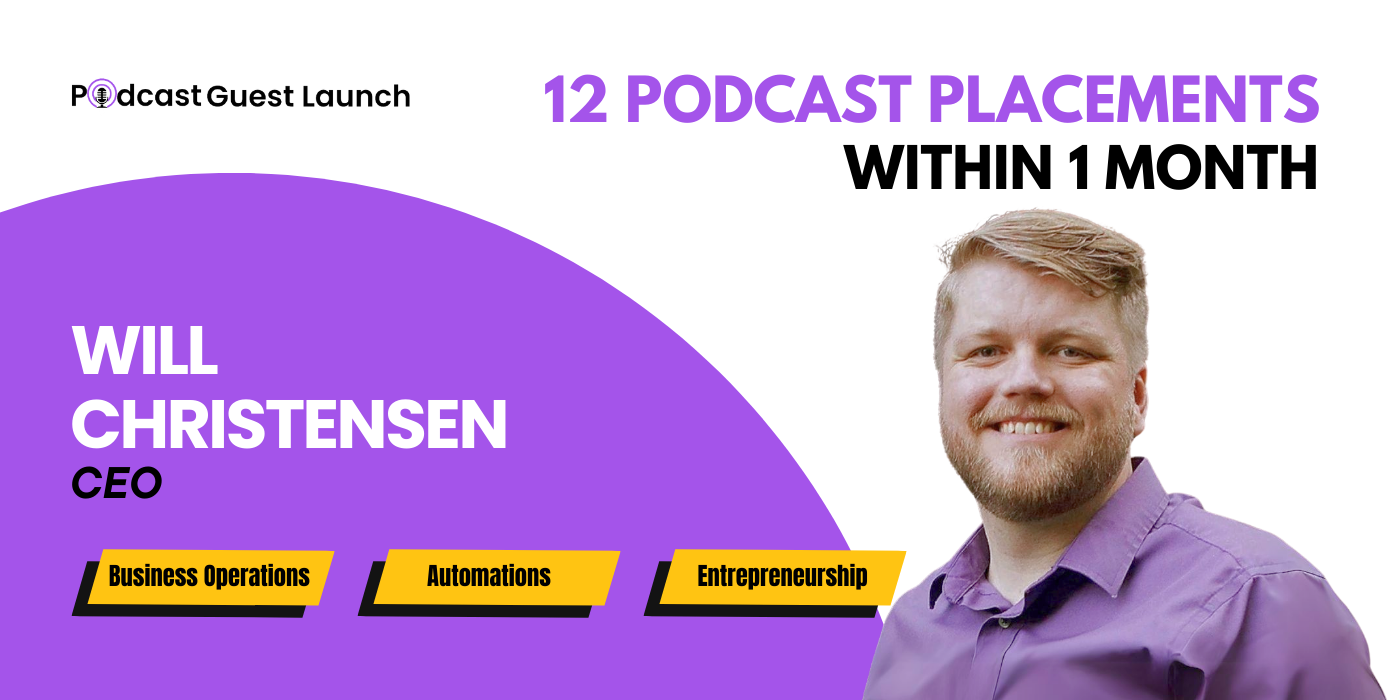 Podcast Guest Launch
12 PODCAST PLACEMENTS
WITHIN 1 MONTH
WILL
CHRISTENSEN
CEO
Business Operations
Automations
Entrepreneurship